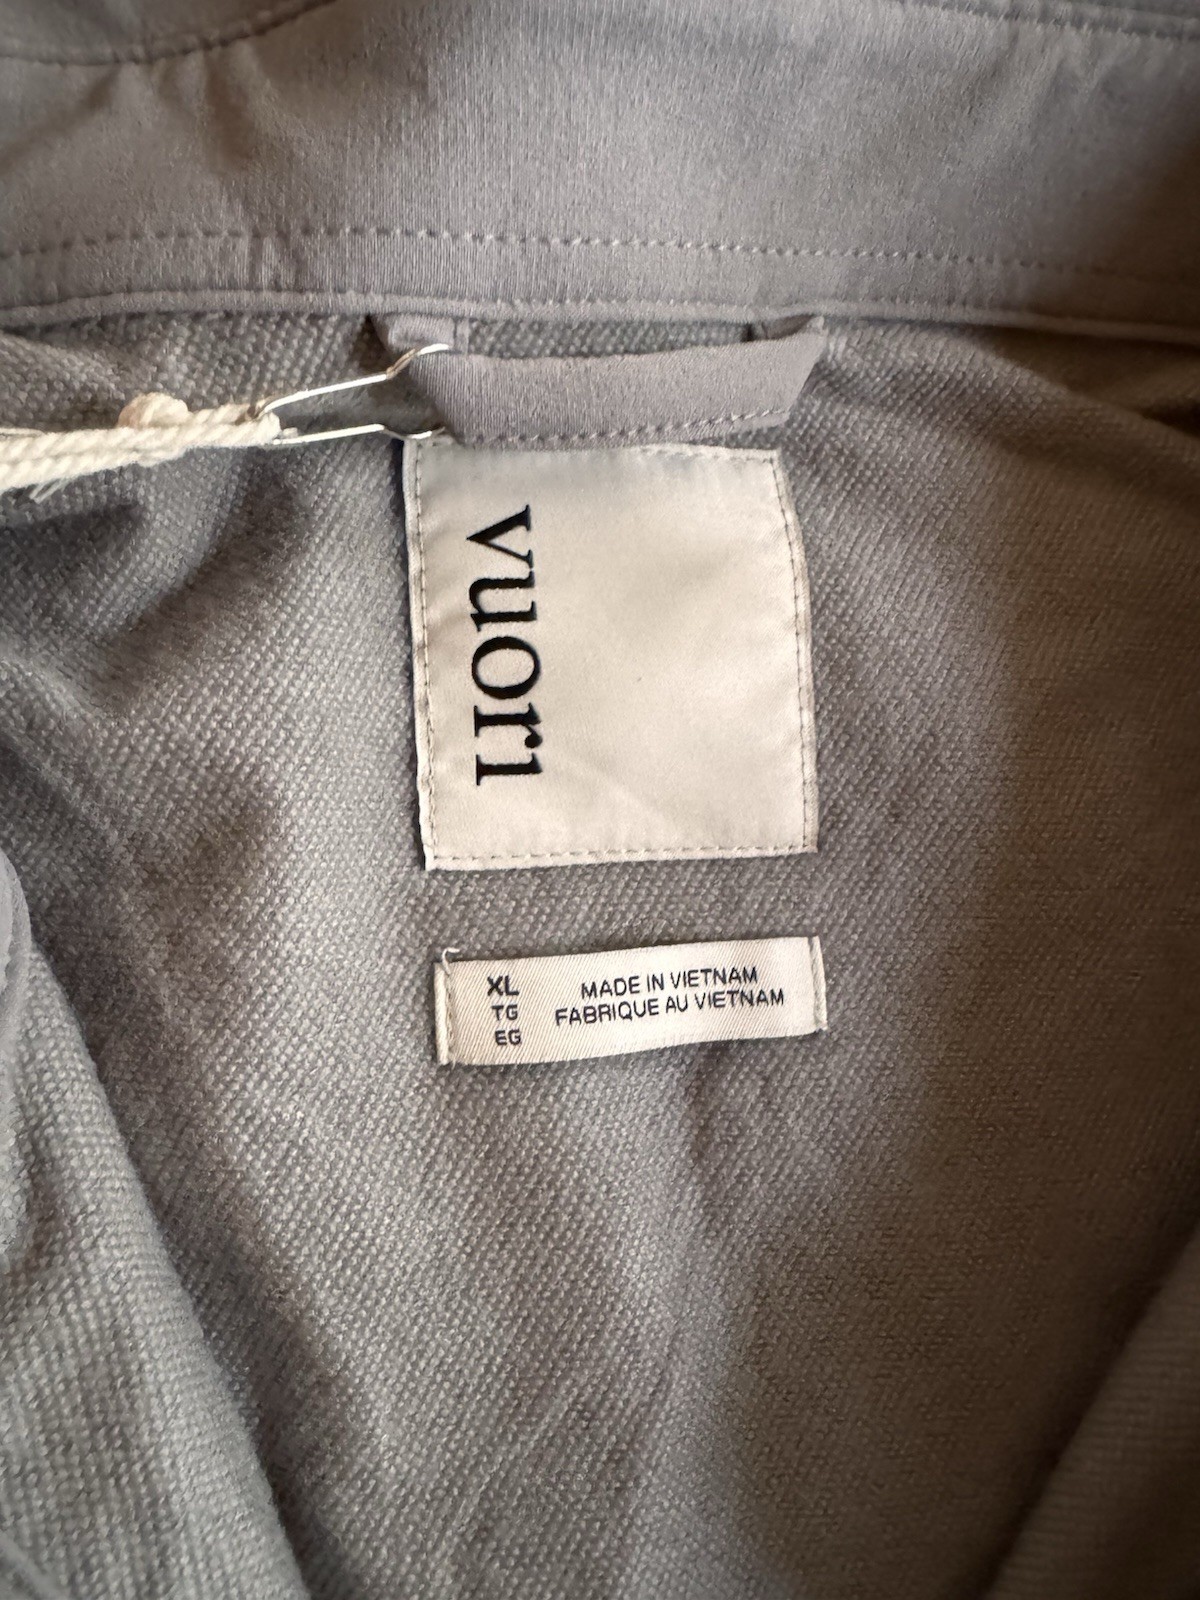 vuori
XL
TG
EG
MADE IN VIETNAM
FABRIQUE AU VIETNAM